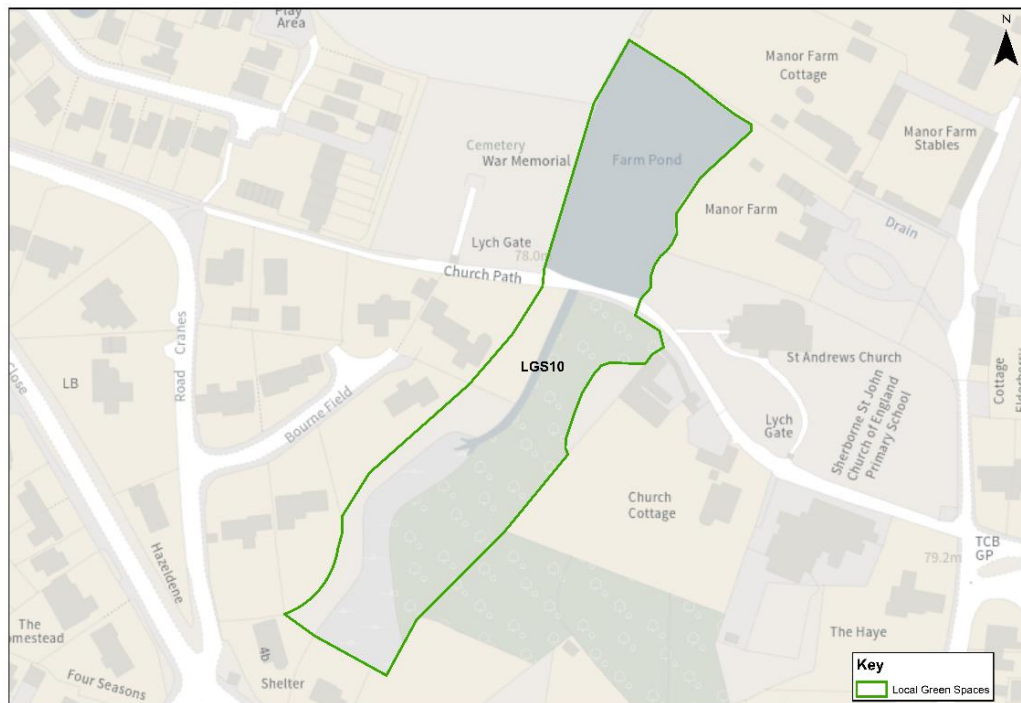 Play
Area
N
Manor Farm
Cottage
Manor Farm
Stables
Cemetery
War Memorial
Farm Pond
Manor Farm
Drain
Lych Gate
78.0m
Church Path
Road Cranes
Close
LB
LGS10
St Andrews Church
Cottage
Elderberry
Bourne Field
Lych
Gate
Sherborne St John
Church of England
Primary School
Church
Cottage
TCB
GP
79.2m
Hazeldene
The
mestead
4b
The Haye
Four Seasons
Shelter
Key
Local Green Spaces